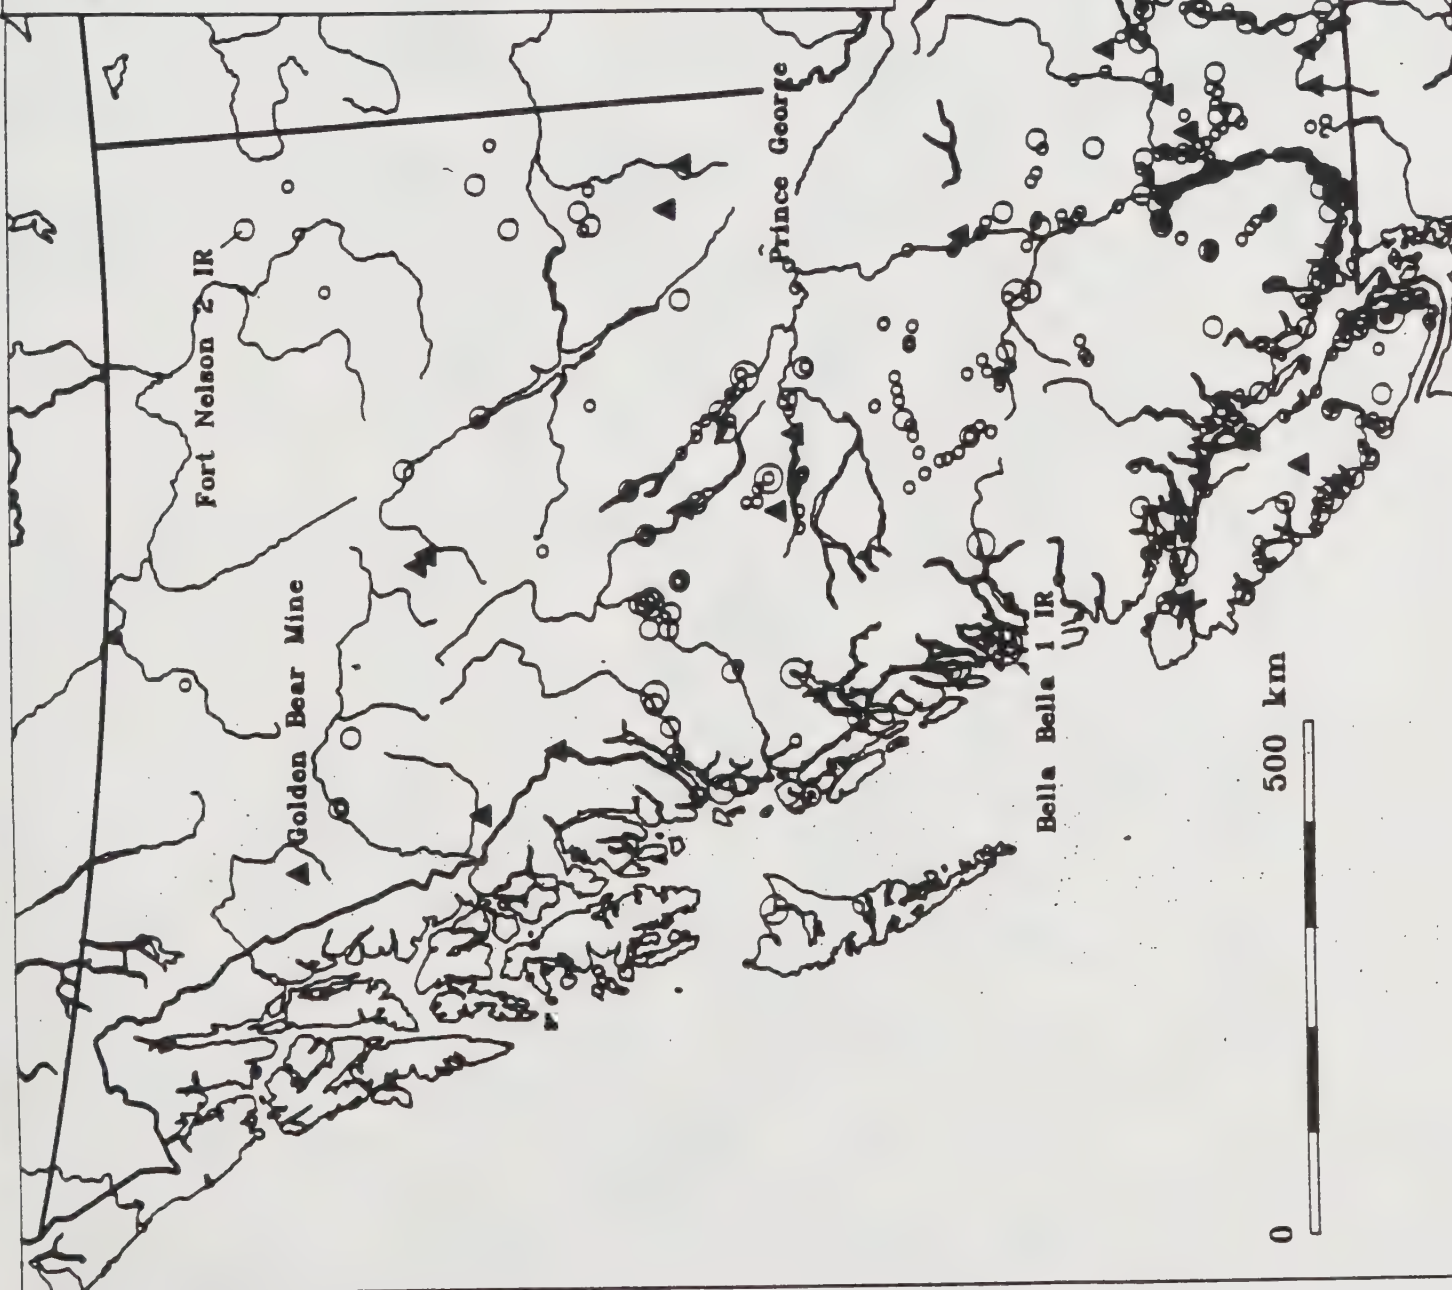 Fort Nelson 2 IR
Golden Bear Mine
Prince George
Bella Bella 1 IR
0
500 km